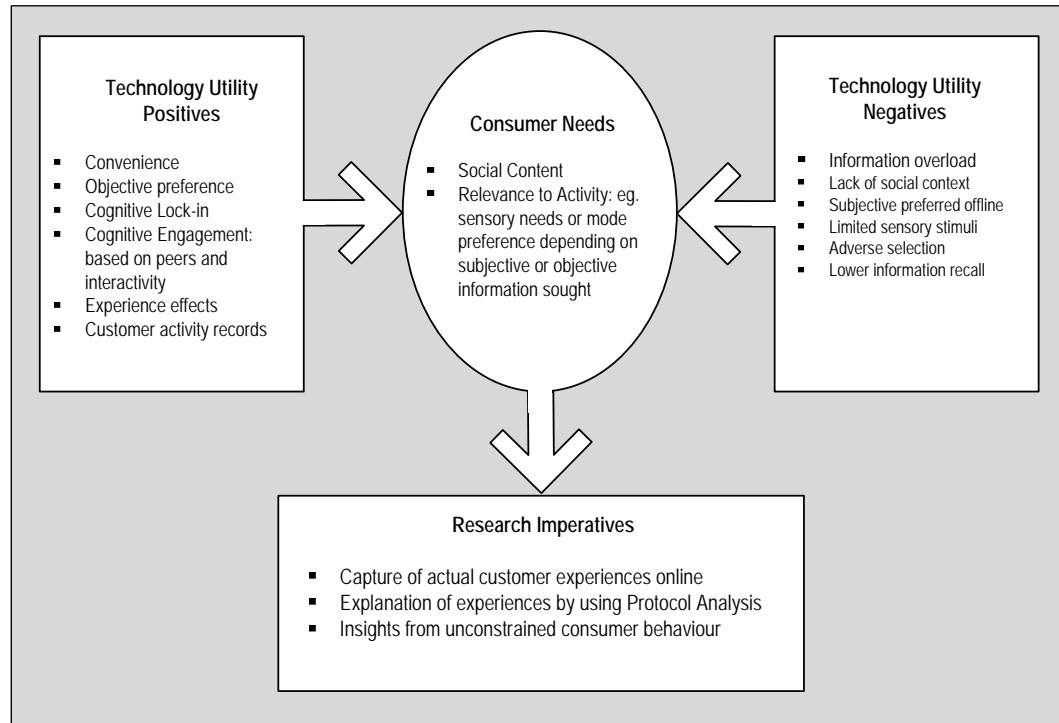 Technology Utility
Positives
Convenience
Objective preference
Cognitive Lock-in
Cognitive Engagement:
based on peers and
interactivity
Experience effects
Customer activity records
Consumer Needs
Social Content
Relevance to Activity: eg.
sensory needs or mode
preference depending on
subjective or objective
information sought
Technology Utility
Negatives
Information overload
Lack of social context
Subjective preferred offline
Limited sensory stimuli
Adverse selection
Lower information recall
Research Imperatives
Capture of actual customer experiences online
Explanation of experiences by using Protocol Analysis
Insights from unconstrained consumer behaviour